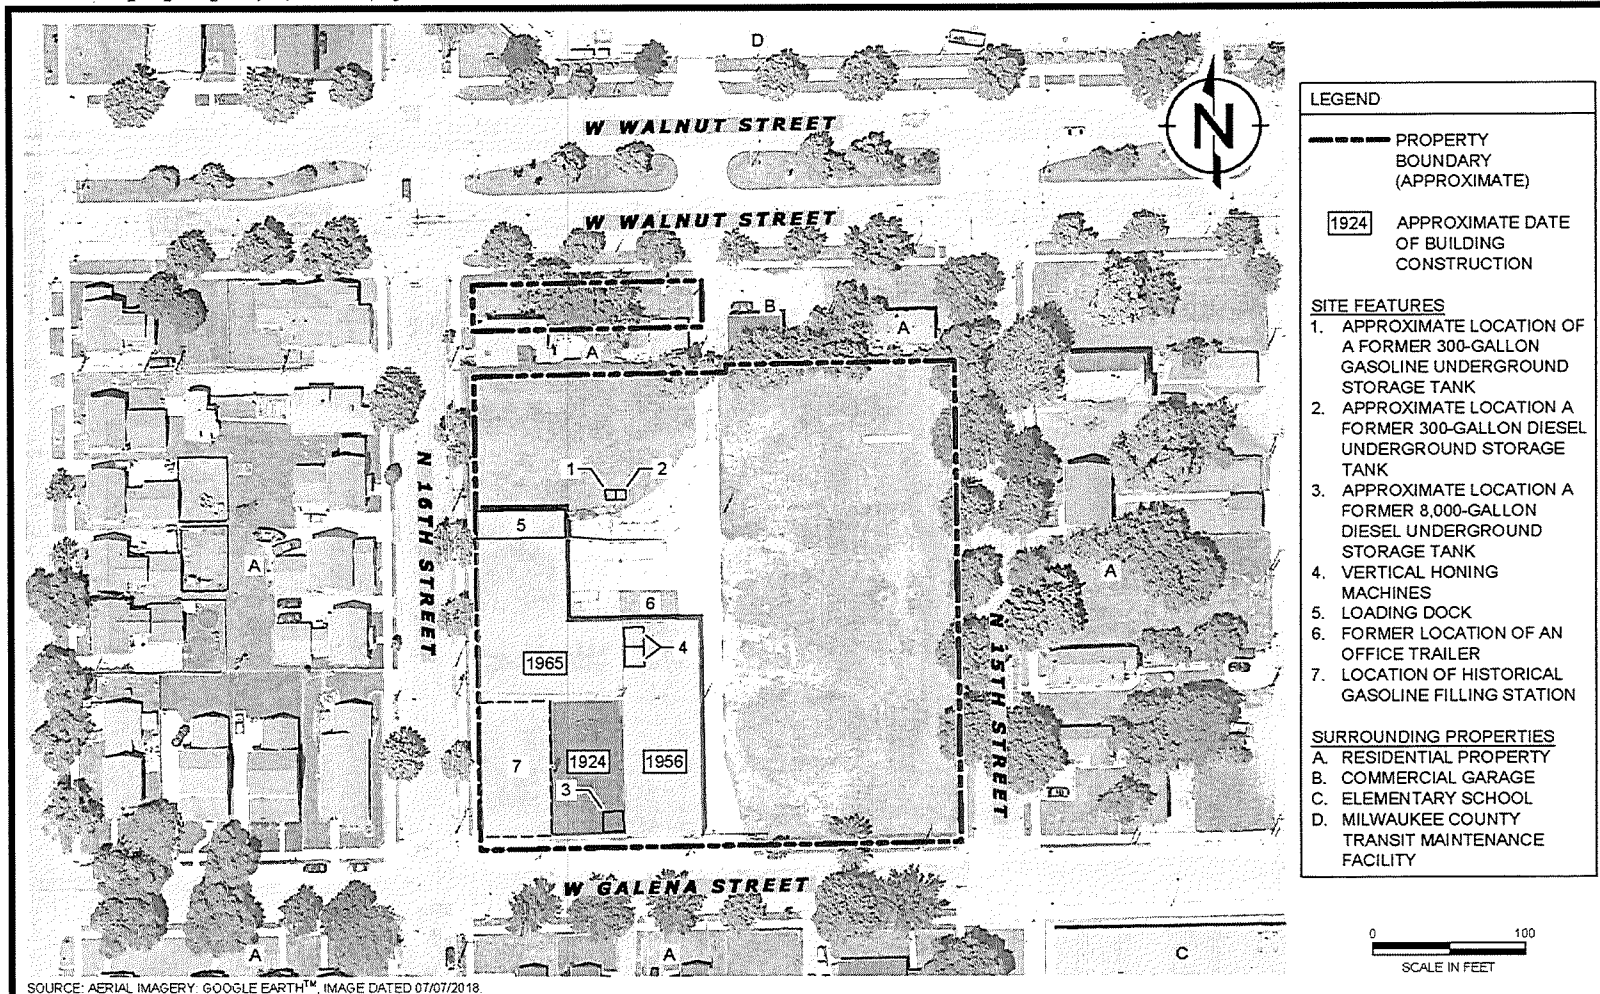 D
N
W WALNUT STREET
W WALNUT STREET
B
A
A
N 16TH STREET
1
2
5
A
A
6
4
1965
N 15TH STREET
7
1924
1956
3
W GALENA STREET
A
A
C
SOURCE: AERIAL IMAGERY: GOOGLE EARTH™, IMAGE DATED 07/07/2018.
LEGEND
PROPERTY
BOUNDARY
(APPROXIMATE)
1924 APPROXIMATE DATE
OF BUILDING
CONSTRUCTION
SITE FEATURES
1. APPROXIMATE LOCATION OF
A FORMER 300-GALLON
GASOLINE UNDERGROUND
STORAGE TANK
2. APPROXIMATE LOCATION A
FORMER 300-GALLON DIESEL
UNDERGROUND STORAGE
TANK
3. APPROXIMATE LOCATION A
FORMER 8,000-GALLON
DIESEL UNDERGROUND
STORAGE TANK
4. VERTICAL HONING
MACHINES
5. LOADING DOCK
6. FORMER LOCATION OF AN
OFFICE TRAILER
7. LOCATION OF HISTORICAL
GASOLINE FILLING STATION
SURROUNDING PROPERTIES
A. RESIDENTIAL PROPERTY
B. COMMERCIAL GARAGE
C. ELEMENTARY SCHOOL
D. MILWAUKEE COUNTY
TRANSIT MAINTENANCE
FACILITY
0 100
SCALE IN FEET